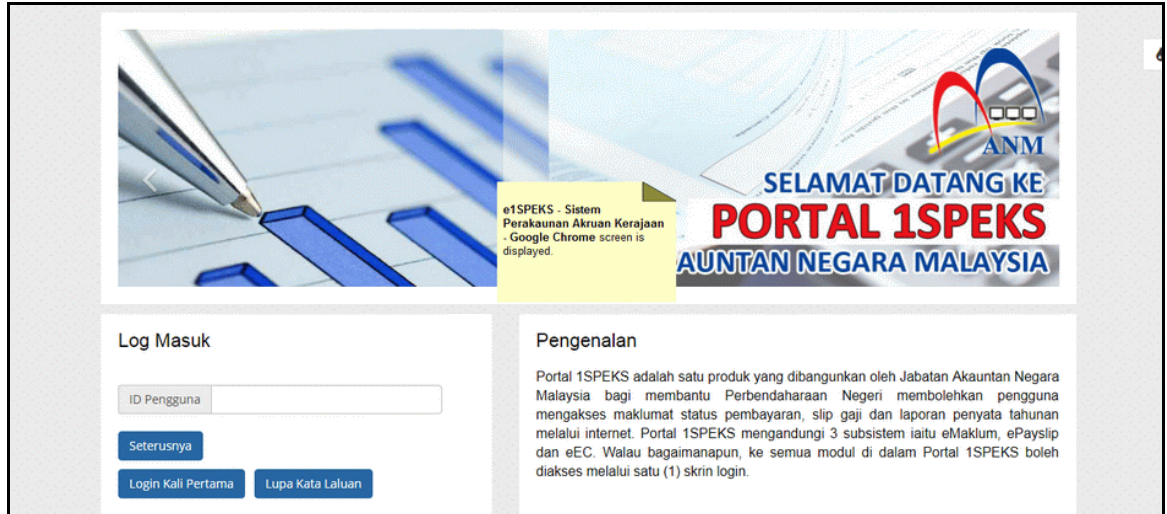 ANM
SELAMAT DATANG KE
PORTAL 1SPEKS
AUNTAN NEGARA MALAYSIA
e1SPEKS - Sistem
Perakaunan Akruan Kerajaan
- Google Chrome screen is
displayed.
Log Masuk
ID Pengguna
Seterusnya
Login Kali Pertama
Lupa Kata Laluan
Pengenalan
Portal 1SPEKS adalah satu produk yang dibangunkan oleh Jabatan Akauntan Negara
Malaysia bagi membantu Perbendaharaan Negeri membolehkan pengguna
mengakses maklumat status pembayaran, slip gaji dan laporan penyata tahunan
melalui internet. Portal 1SPEKS mengandungi 3 subsistem iaitu eMaklum, ePayslip
dan eEC. Walau bagaimanapun, ke semua modul di dalam Portal 1SPEKS boleh
diakses melalui satu (1) skrin login.